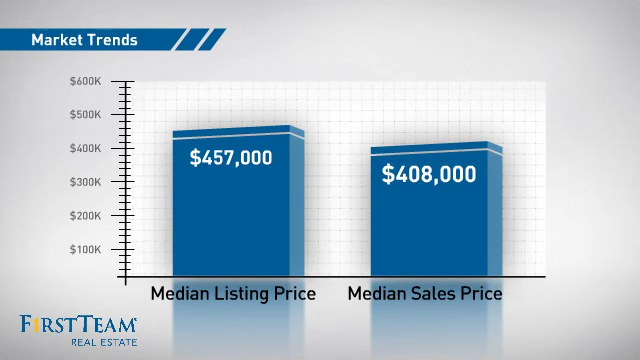 Market Trends
$600K
$500K
$400K
$300K
$200K
$100K
$457,000
$408,000
Median Listing Price
Median Sales Price
FIRSTTEAM®
REAL ESTATE